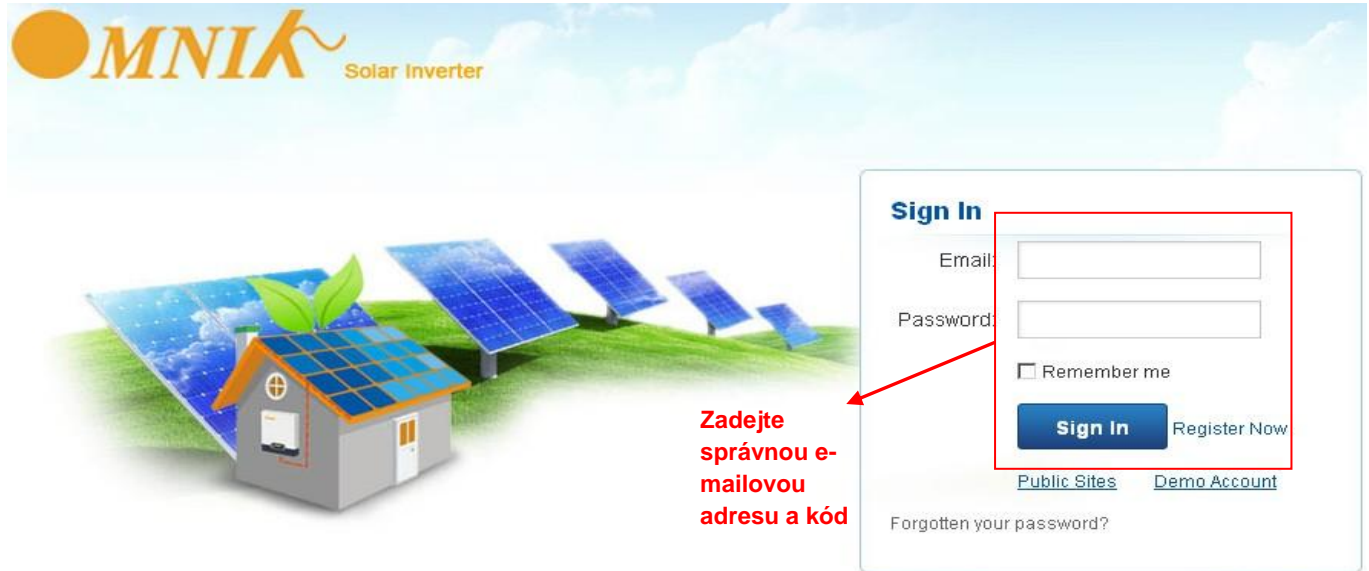 OMNIK
Solar Inverter
Sign In
Email:
Password:
Remember me
Sign In Register Now
Public Sites Demo Account
Forgotten your password?
Zadejte
správnou e-
mailovou
adresu a kód